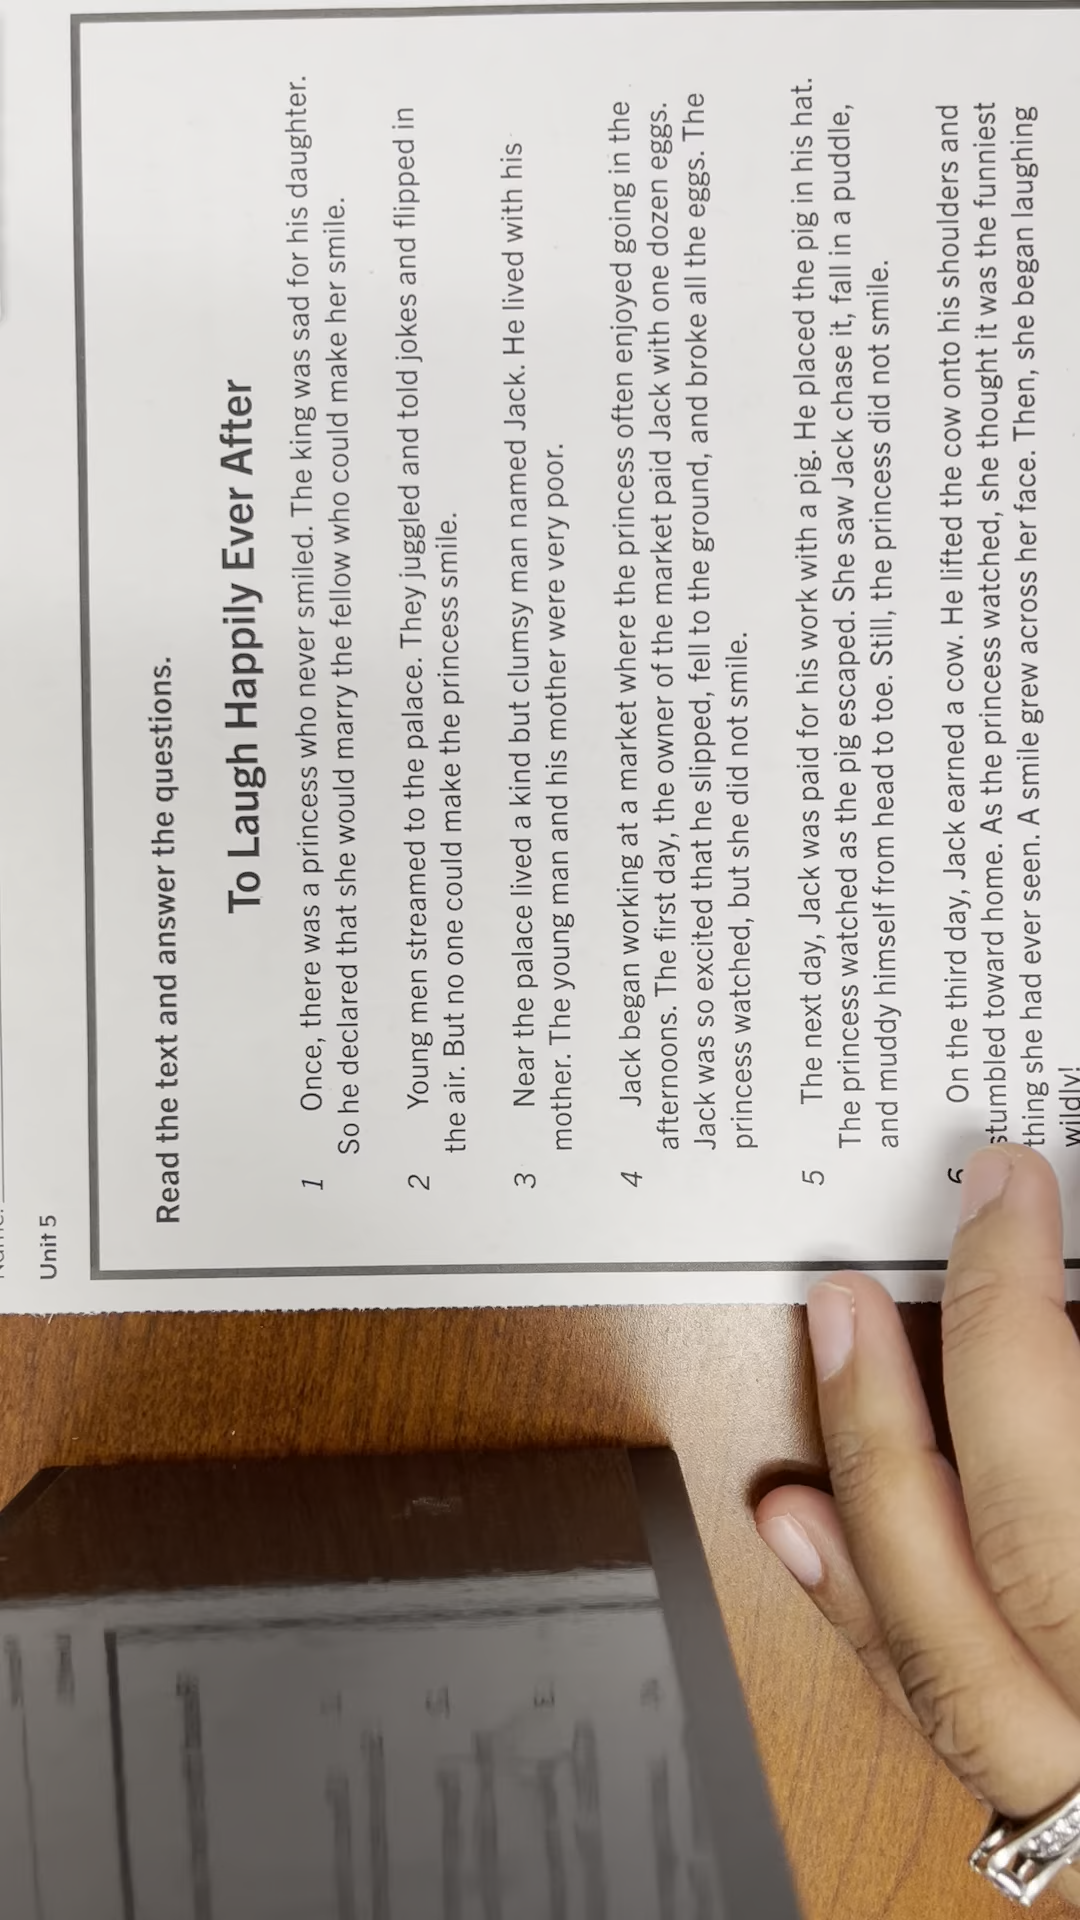 Unit 5
Read the text and answer the questions.
To Laugh Happily Ever After
1 Once, there was a princess who never smiled. The king was sad for his daughter.
So he declared that she would marry the fellow who could make her smile.
2 Young men streamed to the palace. They juggled and told jokes and flipped in
the air. But no one could make the princess smile.
3 Near the palace lived a kind but clumsy man named Jack. He lived with his
mother. The young man and his mother were very poor.
4 Jack began working at a market where the princess often enjoyed going in the
afternoons. The first day, the owner of the market paid Jack with one dozen eggs.
Jack was so excited that he slipped, fell to the ground, and broke all the eggs. The
princess watched, but she did not smile.
5 The next day, Jack was paid for his work with a pig. He placed the pig in his hat.
The princess watched as the pig escaped. She saw Jack chase it, fall in a puddle,
and muddy himself from head to toe. Still, the princess did not smile.
6 On the third day, Jack earned a cow. He lifted the cow onto his shoulders and
stumbled toward home. As the princess watched, she thought it was the funniest
thing she had ever seen. A smile grew across her face. Then, she began laughing
wildly!